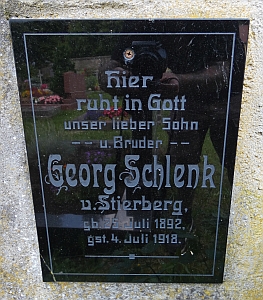 Hier
ruht in Gott
unser lieber Sohn
u. Bruder
Georg Schlenk
v. Stierberg,
gb. Juli 1892,
gst. 4. Juli 1918.